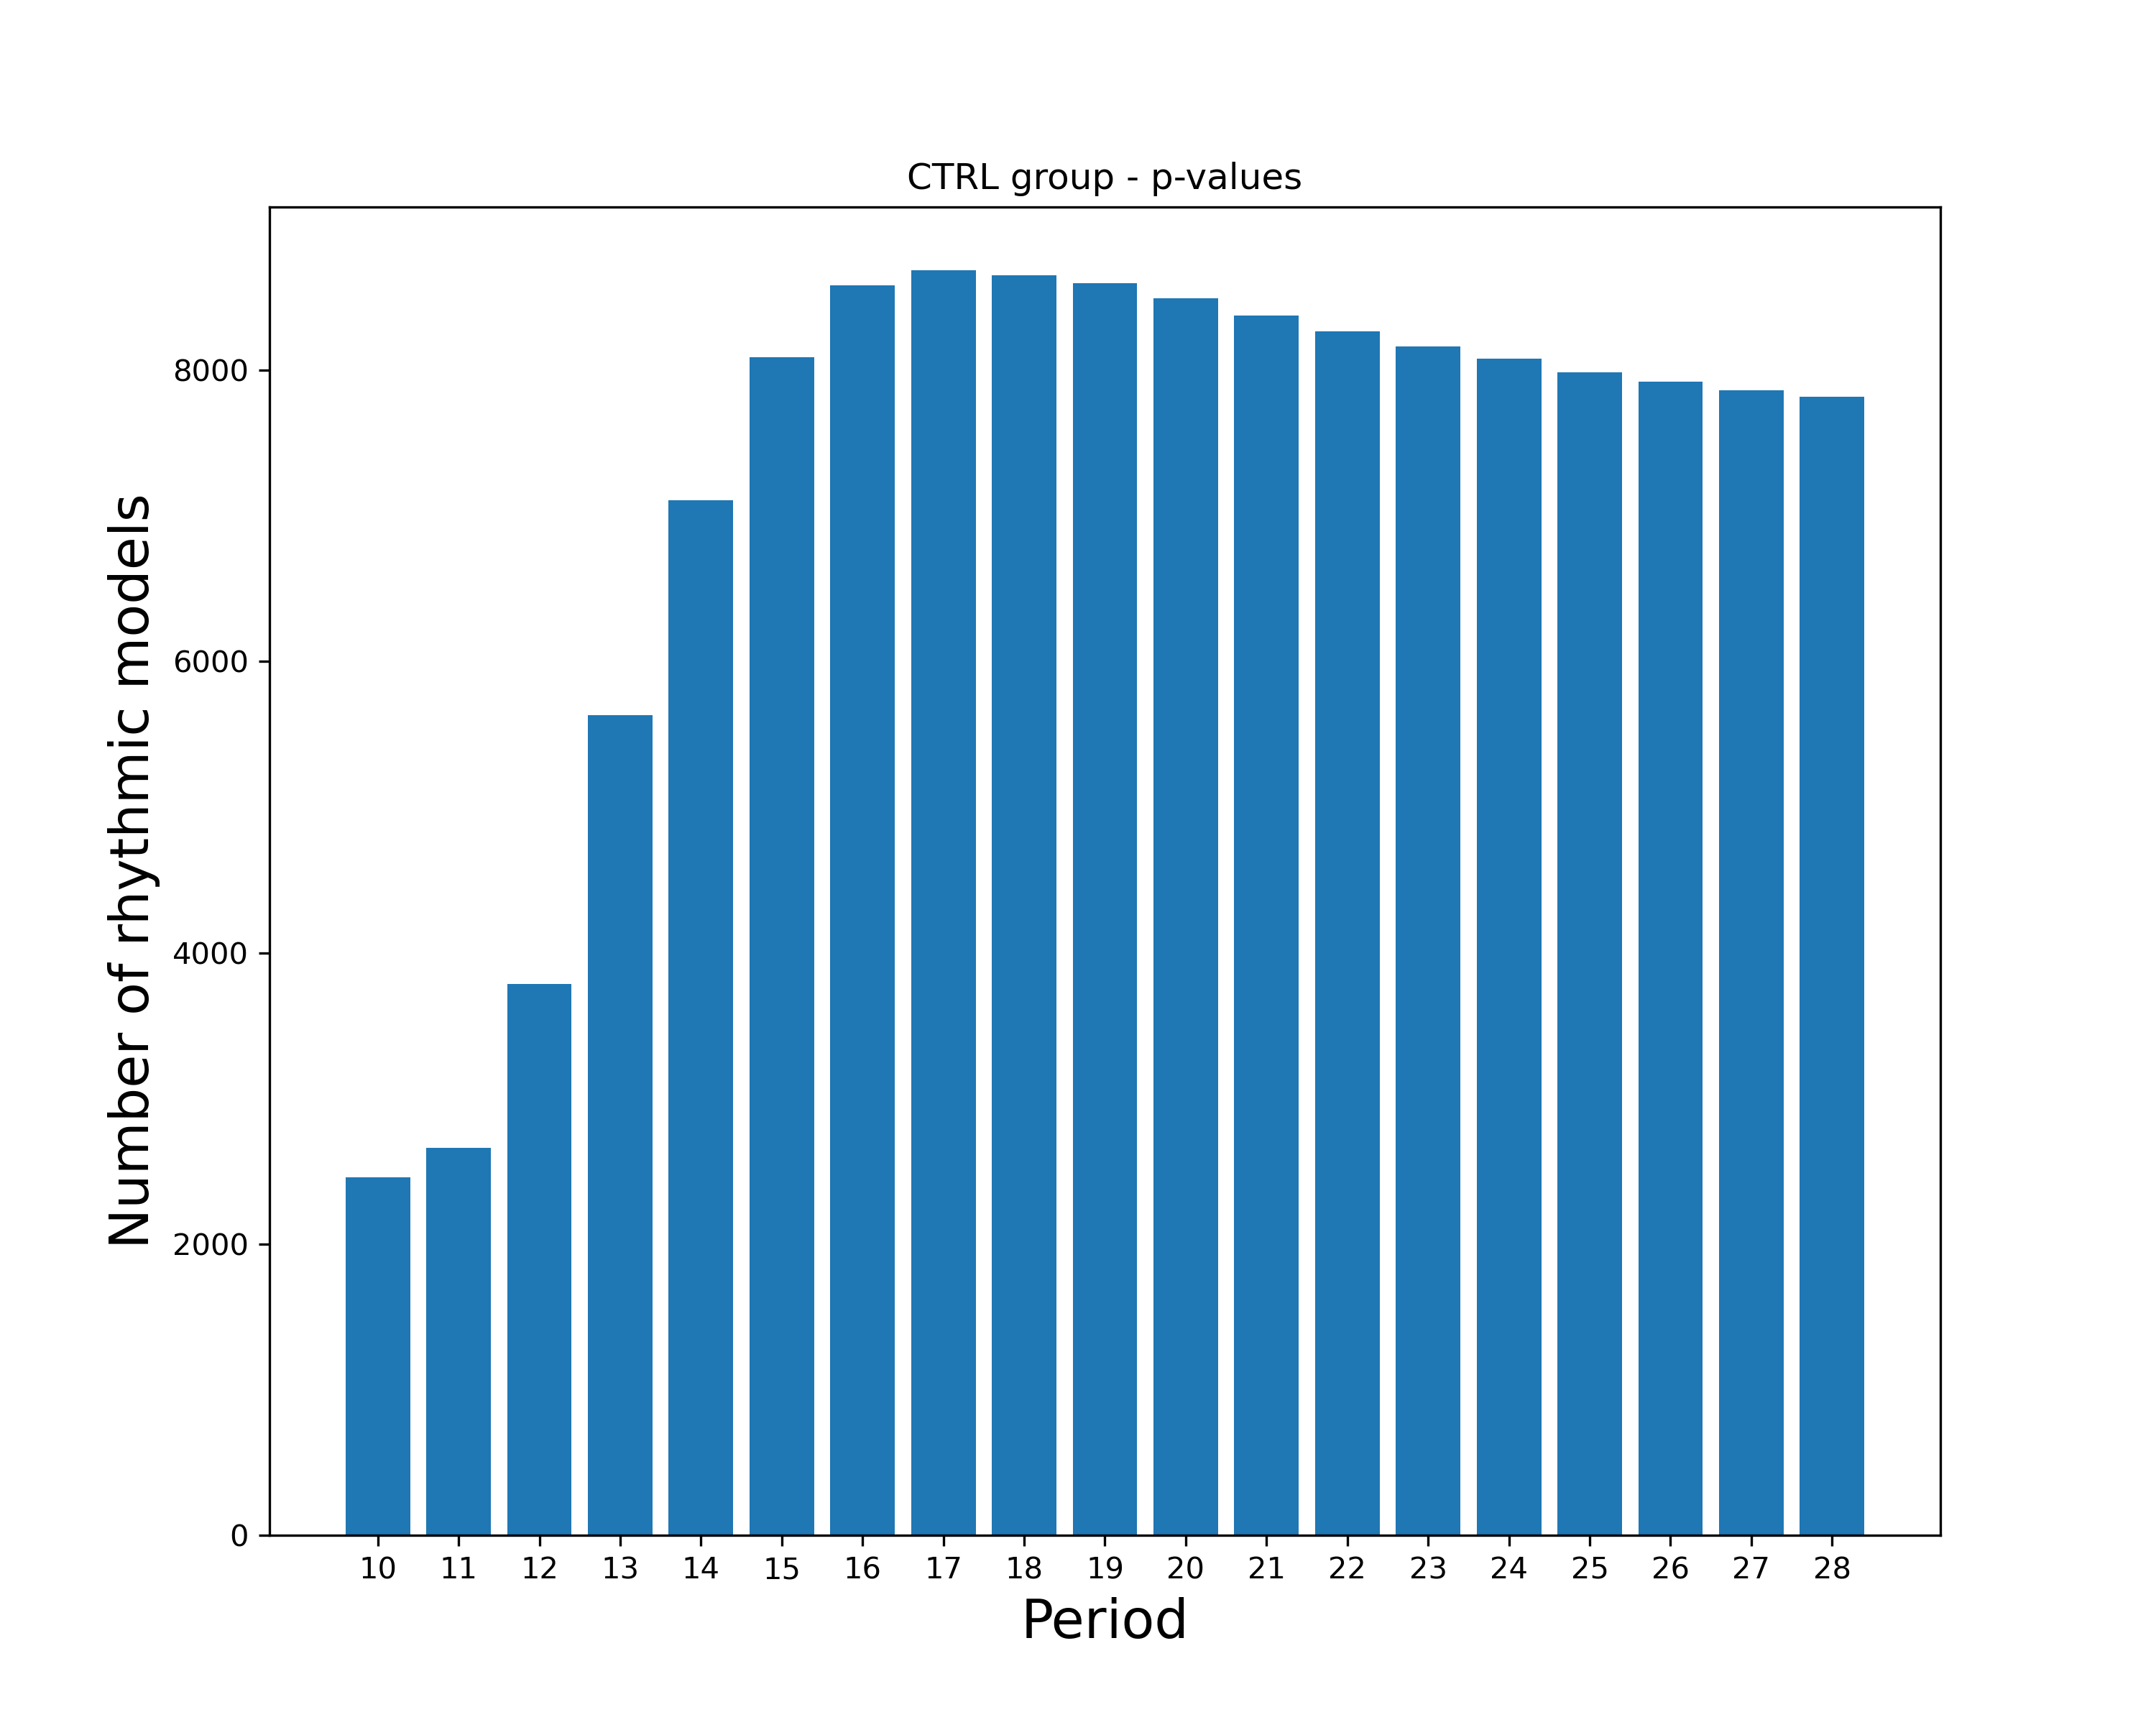 CTRL group - p-values
Number of rhythmic models
8000
6000
4000
2000
0
10 11 12 13 14 15 16 17 18 19 20 21 22 23 24 25 26 27 28
Period